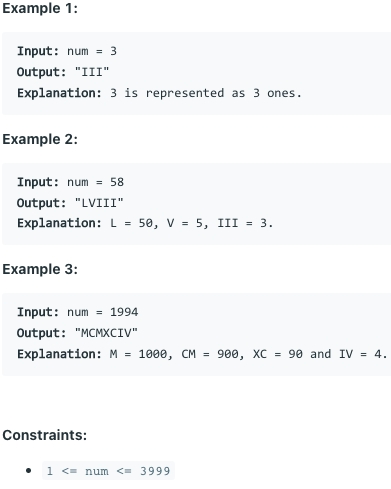 Example 1:
Input: num = 3
Output: "III"
Explanation: 3 is represented as 3 ones.
Example 2:
Input: num = 58
Output: "LVIII"
Explanation: L = 50, V = 5, III = 3.
Example 3:
Input: num = 1994
Output: "MCMXCIV"
Explanation: M = 1000, CM = 900, XC = 90 and IV = 4.
Constraints:
• 1 <= num <= 3999